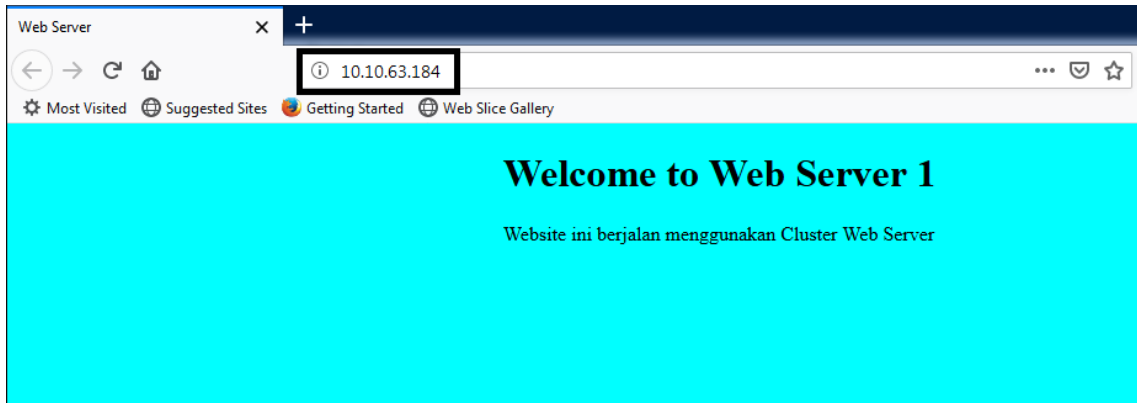 Web Server
10.10.63.184
Most Visited Suggested Sites Getting Started Web Slice Gallery
Welcome to Web Server 1
Website ini berjalan menggunakan Cluster Web Server